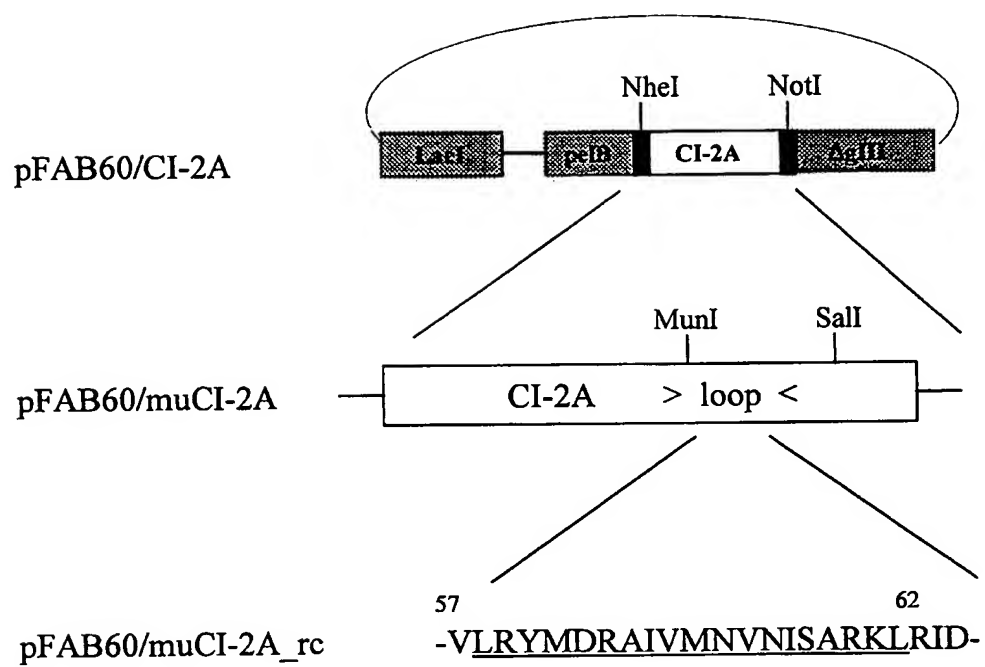 NheI NotI
pFAB60/CI-2A LacI pelB CI-2A ΔgIII
MunI SalI
pFAB60/muCI-2A CI-2A > loop <
57 62
pFAB60/muCI-2A_rc -VLRYMDRAIVMNVNISARKLRID-